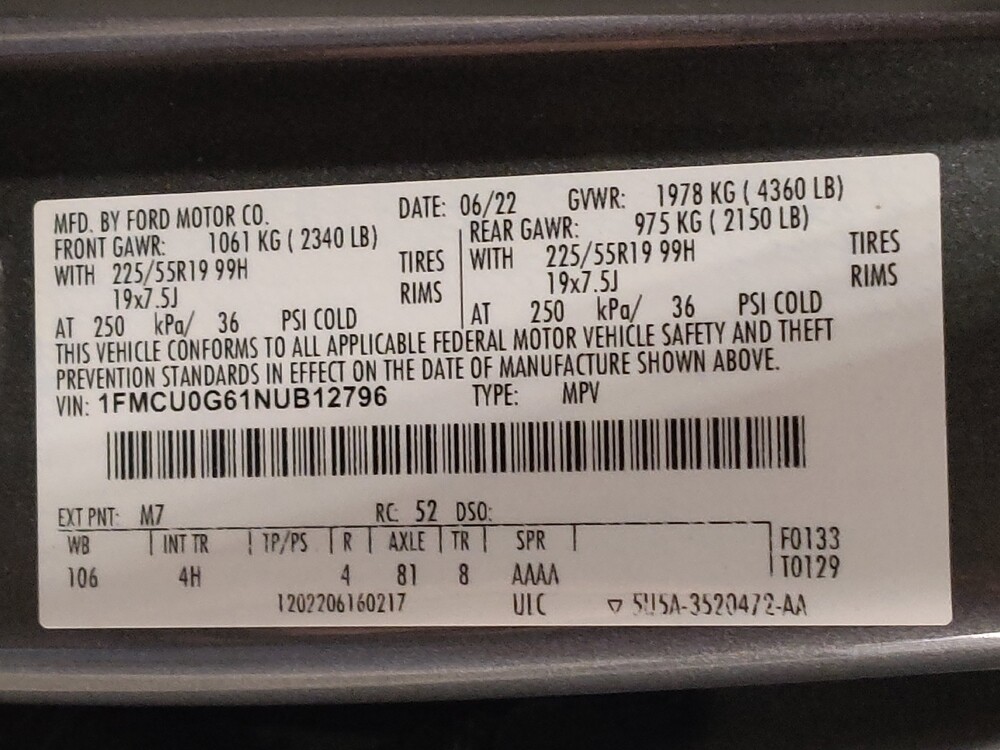 MFD. BY FORD MOTOR CO. DATE: 06/22 GVWR: 1978 KG ( 4360 LB)
FRONT GAWR: 1061 KG ( 2340 LB) REAR GAWR: 975 KG ( 2150 LB)
WITH 225/55R19 99H TIRES WITH 225/55R19 99H TIRES
19x7.5J RIMS 19x7.5J RIMS
AT 250 kPa/ 36 PSI COLD AT 250 kPa/ 36 PSI COLD
THIS VEHICLE CONFORMS TO ALL APPLICABLE FEDERAL MOTOR VEHICLE SAFETY AND THEFT
PREVENTION STANDARDS IN EFFECT ON THE DATE OF MANUFACTURE SHOWN ABOVE.
VIN: 1FMCU0G61NUB12796 TYPE: MPV
EXT PNT: M7 RC: 52 DSO:
WB INT TR TP/PS R AXLE TR SPR F0133
106 4H 4 81 8 AAAA T0129
1202206160217 UIC ▽ 5U5A-3520472-AA